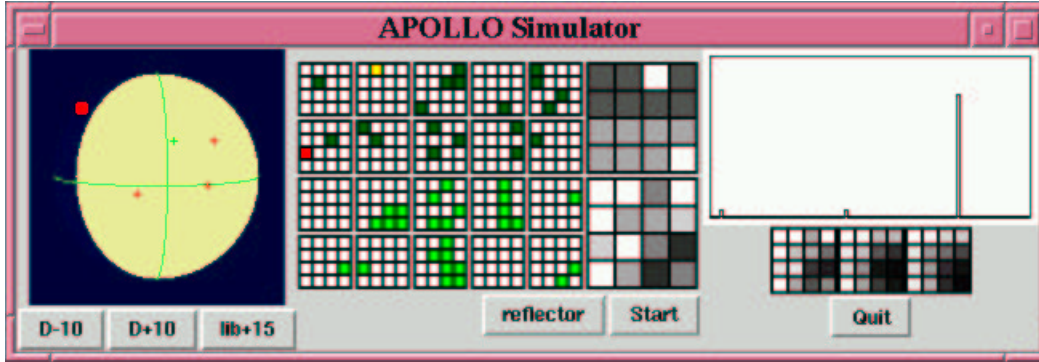 APOLLO Simulator
reflector
Start
D-10
D+10
lib+15
Quit